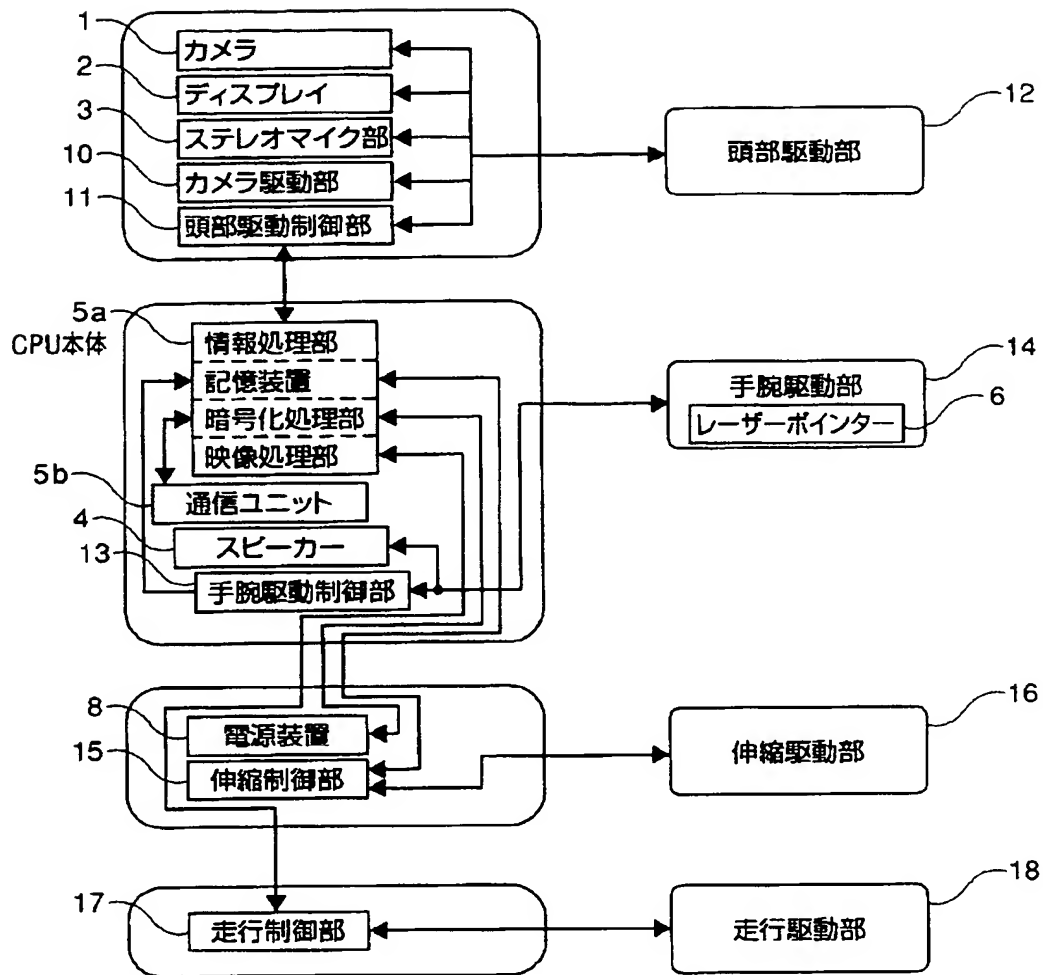 1
カメラ
2
ディスプレイ
3
ステレオマイク部
10
カメラ駆動部
11
頭部駆動制御部
12
頭部駆動部
5a
CPU本体
情報処理部
記憶装置
暗号化処理部
映像処理部
5b
通信ユニット
4
スピーカー
13
手腕駆動制御部
14
手腕駆動部
6
レーザーポインター
8
電源装置
15
伸縮制御部
16
伸縮駆動部
17
走行制御部
18
走行駆動部